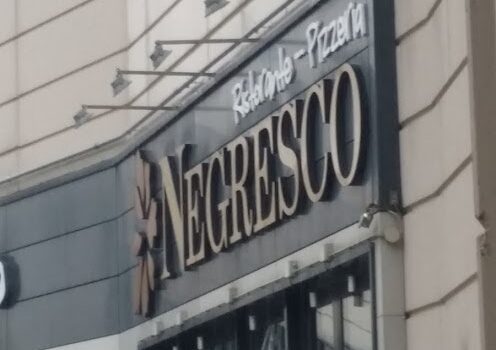 Ristorante - Pizzeria
NEGRESCO